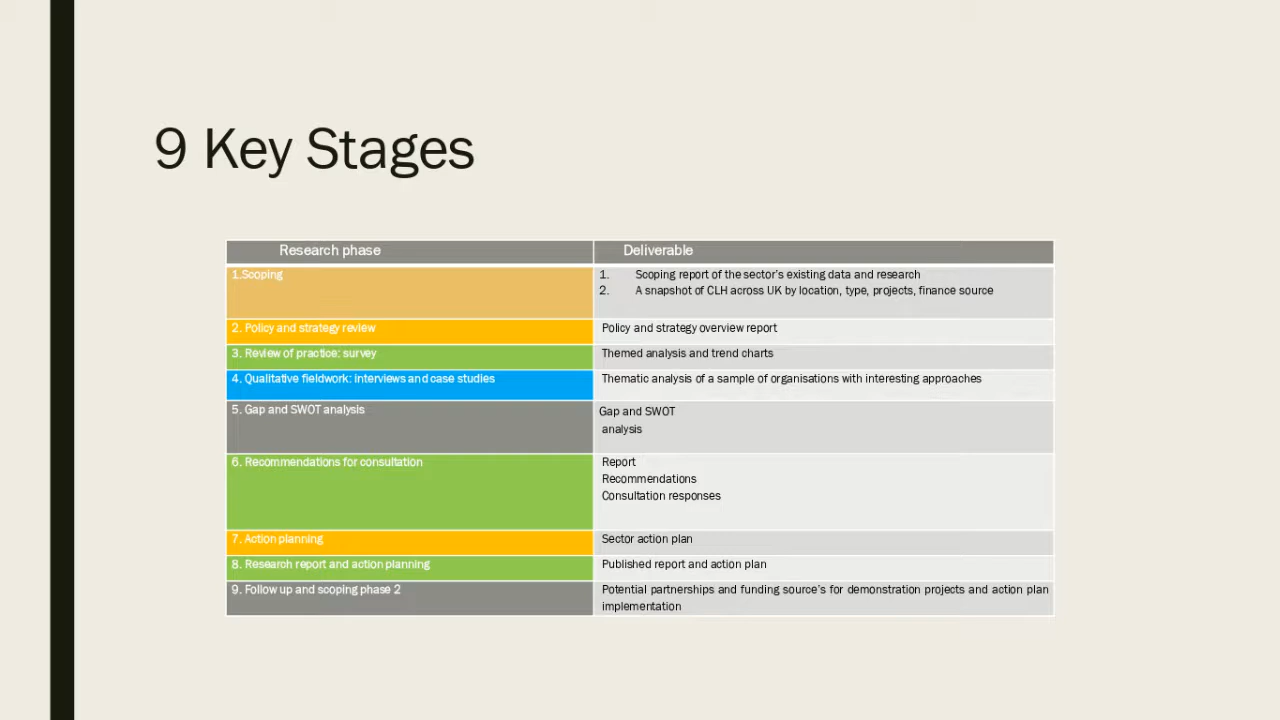 9 Key Stages
Research phase
Deliverable
1.Scoping
1. Scoping report of the sector's existing data and research
2. A snapshot of CLH across UK by location, type, projects, finance source
2. Policy and strategy review
Policy and strategy overview report
3. Review of practice: survey
Themed analysis and trend charts
4. Qualitative fieldwork: interviews and case studies
Thematic analysis of a sample of organisations with interesting approaches
5. Gap and SWOT analysis
Gap and SWOT
analysis
6. Recommendations for consultation
Report
Recommendations
Consultation responses
7. Action planning
Sector action plan
8. Research report and action planning
Published report and action plan
9. Follow up and scoping phase 2
Potential partnerships and funding source's for demonstration projects and action plan
implementation